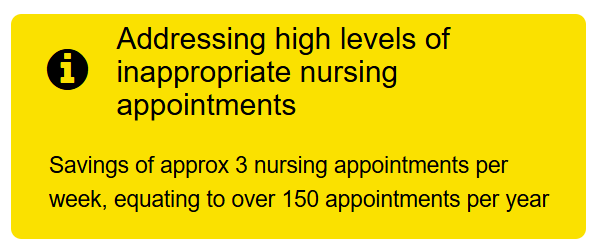 Addressing high levels of
inappropriate nursing
appointments
Savings of approx 3 nursing appointments per
week, equating to over 150 appointments per year